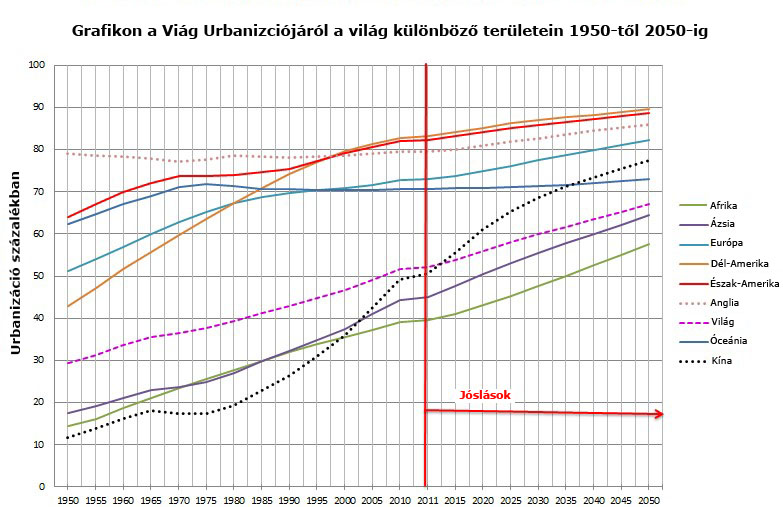 Grafikon a Viág Urbanizciójáról a világ különböző területein 1950-től 2050-ig
Urbanizáció százalékban
100
90
80
70
60
50
40
30
20
10
0
1950 1955 1960 1965 1970 1975 1980 1985 1990 1995 2000 2005 2010 2011 2015 2020 2025 2030 2035 2040 2045 2050
Jóslások
Afrika
Ázsia
Európa
Dél-Amerika
Észak-Amerika
Anglia
Világ
Óceánia
Kína